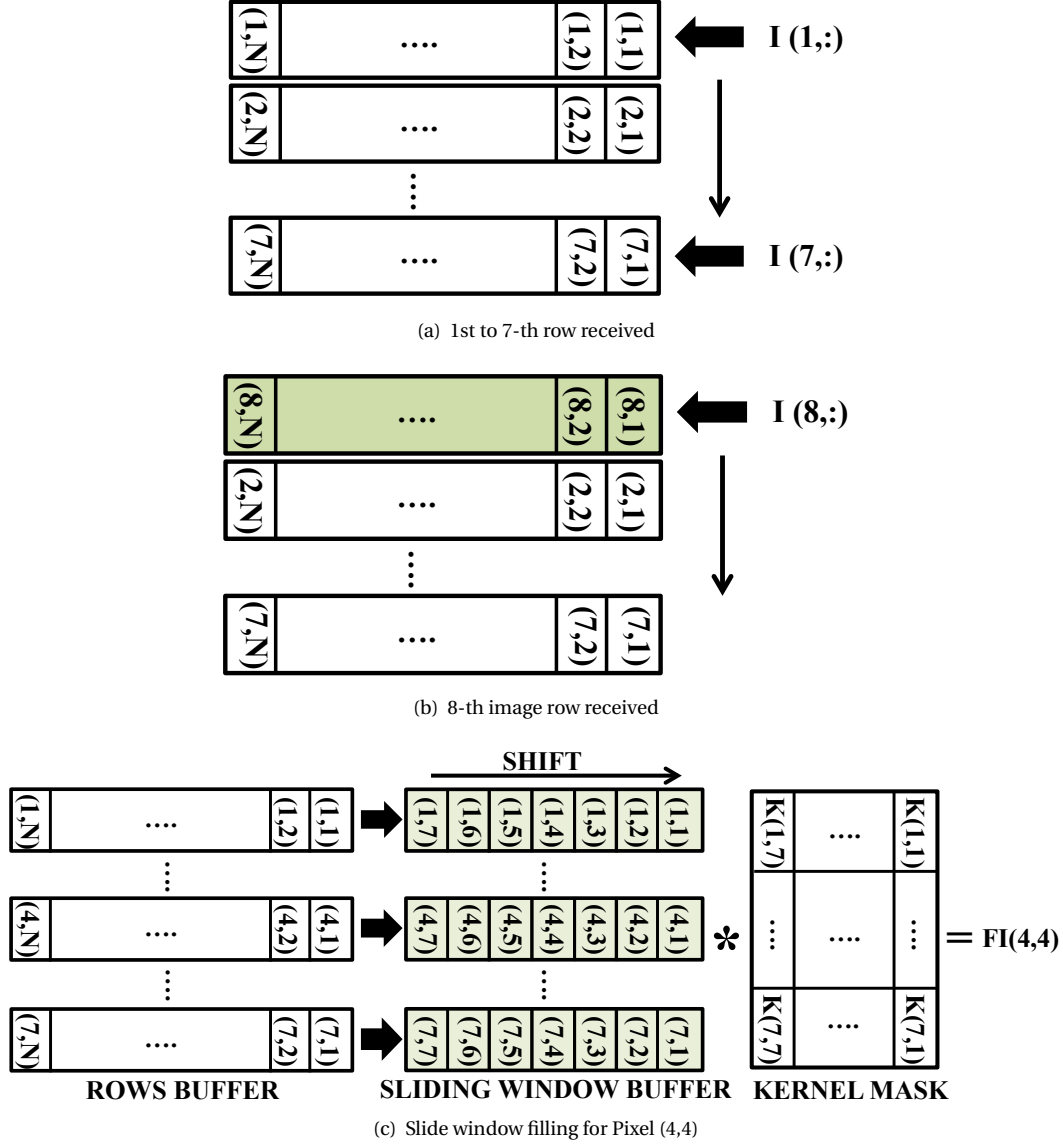 (1,N) .... (1,2) (1,1) I (1,:)
(2,N) .... (2,2) (2,1)
.....
(7,N) .... (7,2) (7,1) I (7,:)
(a) 1st to 7-th row received
(8,N) .... (8,2) (8,1) I (8,:)
(2,N) .... (2,2) (2,1)
.....
(7,N) .... (7,2) (7,1)
(b) 8-th image row received
SHIFT
(1,N) .... (1,2) (1,1) (1,7) (1,6) (1,5) (1,4) (1,3) (1,2) (1,1) K(1,7) .... K(1,1)
..... .....
(4,N) .... (4,2) (4,1) (4,7) (4,6) (4,5) (4,4) (4,3) (4,2) (4,1) * ..... .... ..... = FI(4,4)
..... .....
(7,N) .... (7,2) (7,1) (7,7) (7,6) (7,5) (7,4) (7,3) (7,2) (7,1) K(7,7) .... K(7,1)
ROWS BUFFER SLIDING WINDOW BUFFER KERNEL MASK
(c) Slide window filling for Pixel (4,4)